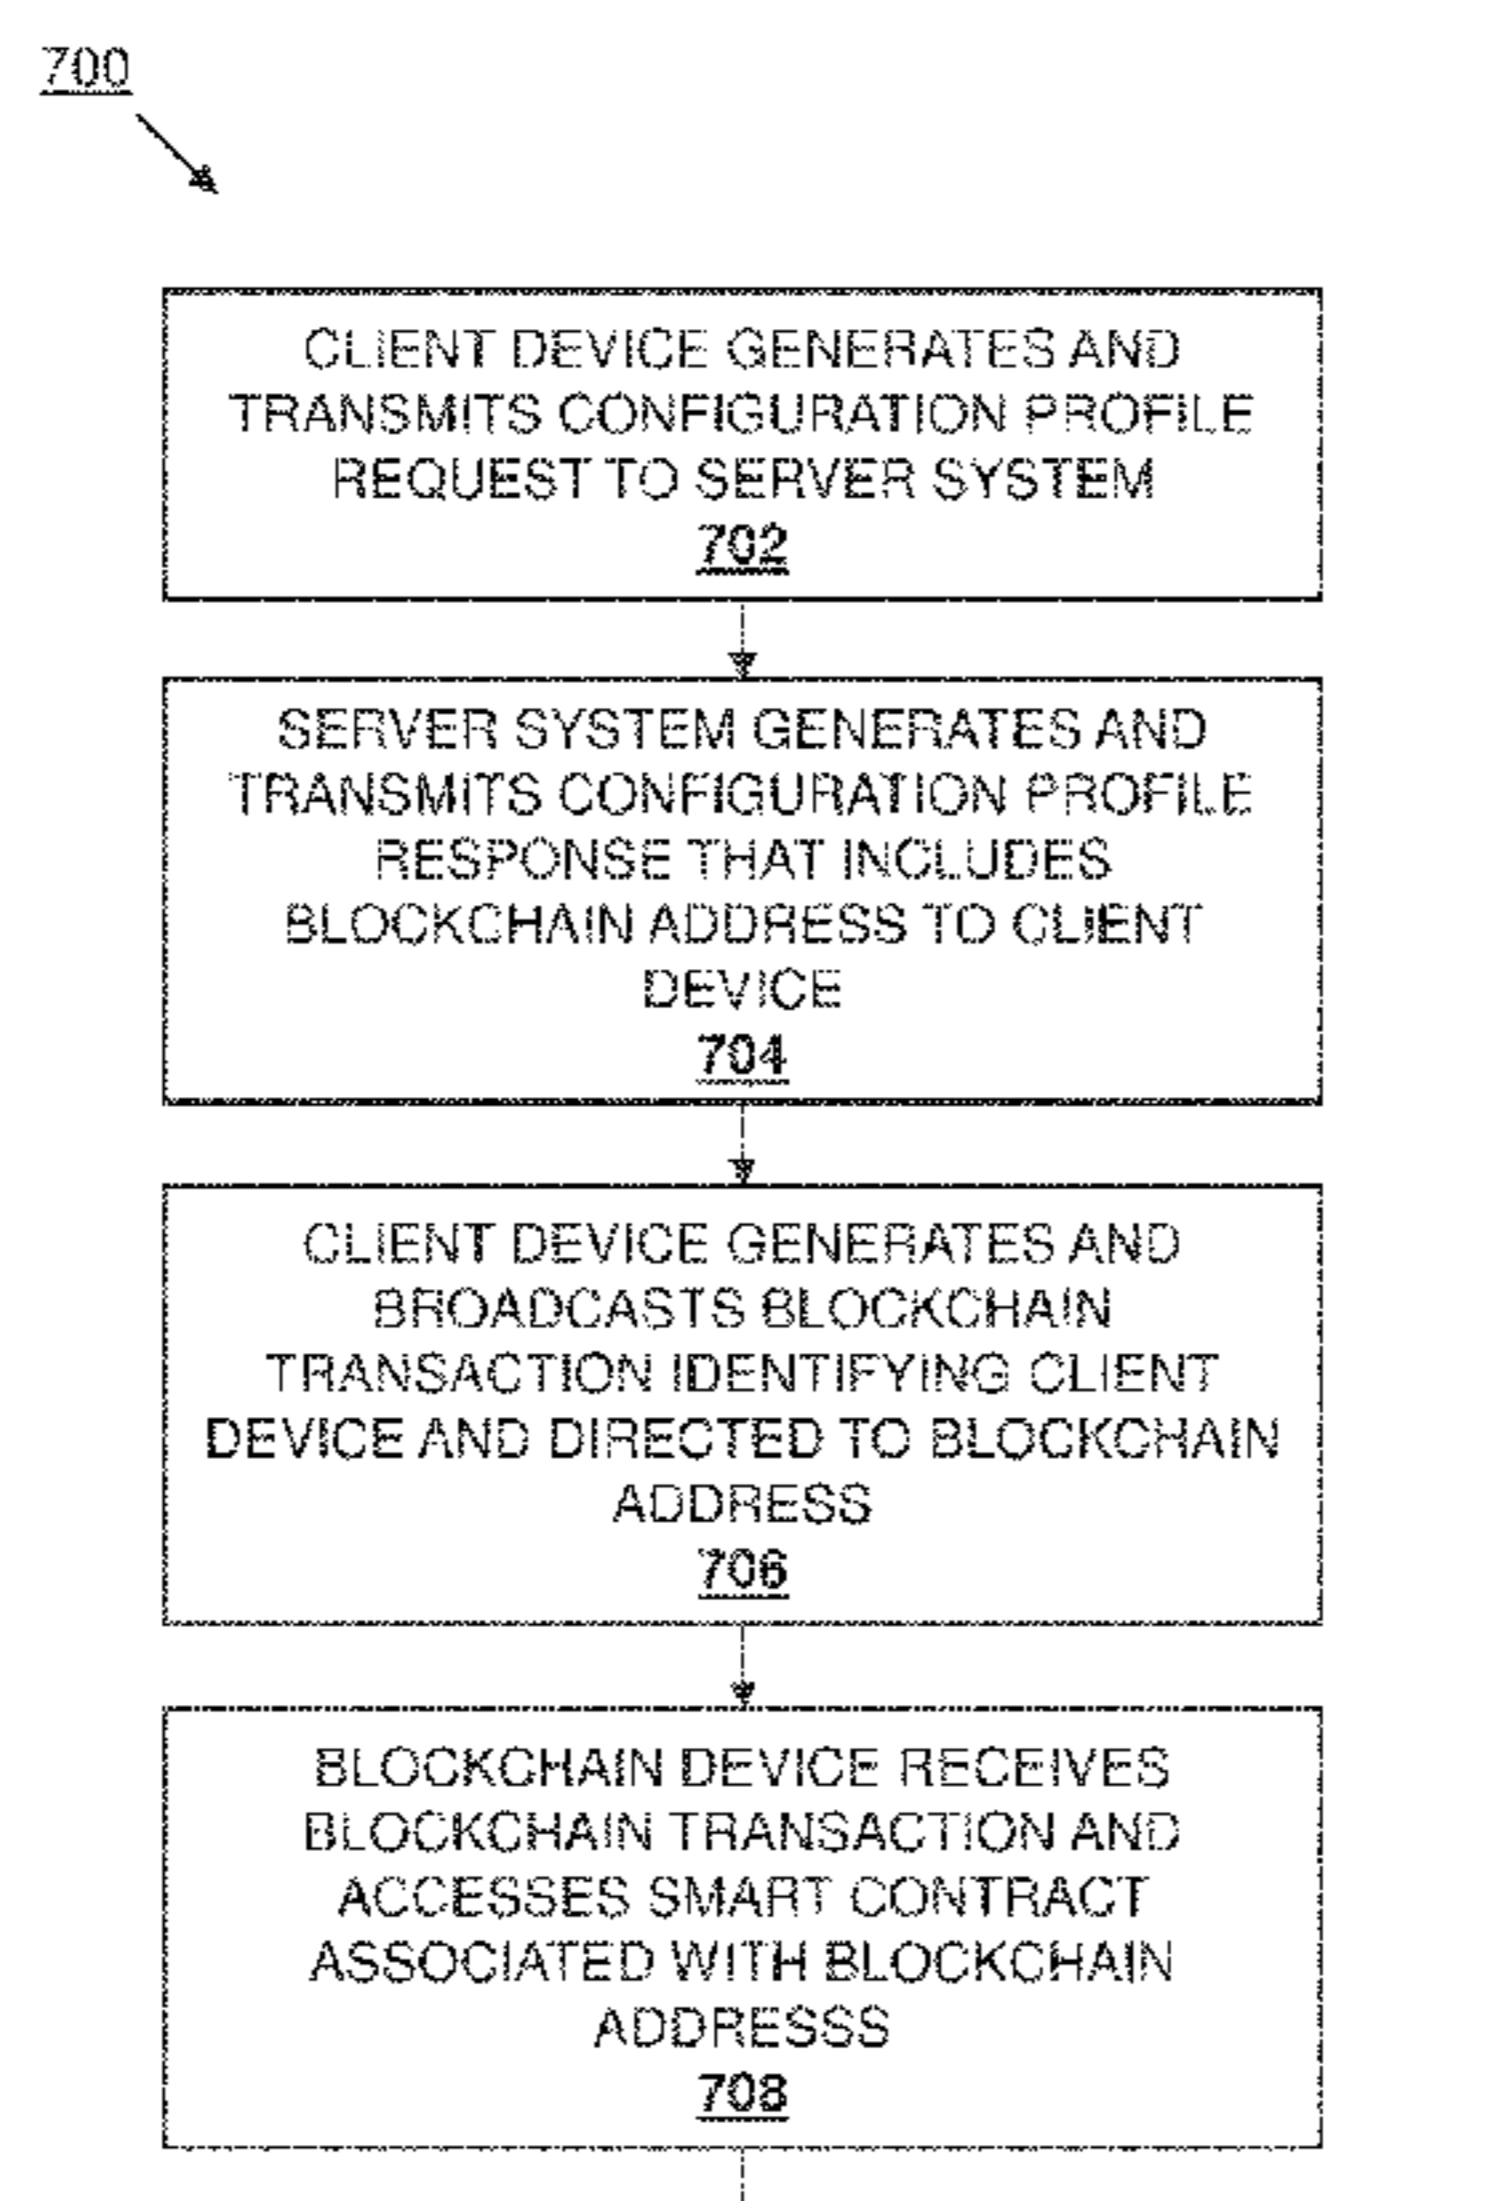 700
CLIENT DEVICE GENERATES AND
TRANSMITS CONFIGURATION PROFILE
REQUEST TO SERVER SYSTEM
702
SERVER SYSTEM GENERATES AND
TRANSMITS CONFIGURATION PROFILE
RESPONSE THAT INCLUDES
BLOCKCHAIN ADDRESS TO CLIENT
DEVICE
704
CLIENT DEVICE GENERATES AND
BROADCASTS BLOCKCHAIN
TRANSACTION IDENTIFYING CLIENT
DEVICE AND DIRECTED TO BLOCKCHAIN
ADDRESS
706
BLOCKCHAIN DEVICE RECEIVES
BLOCKCHAIN TRANSACTION AND
ACCESSES SMART CONTRACT
ASSOCIATED WITH BLOCKCHAIN
ADDRESSS
708